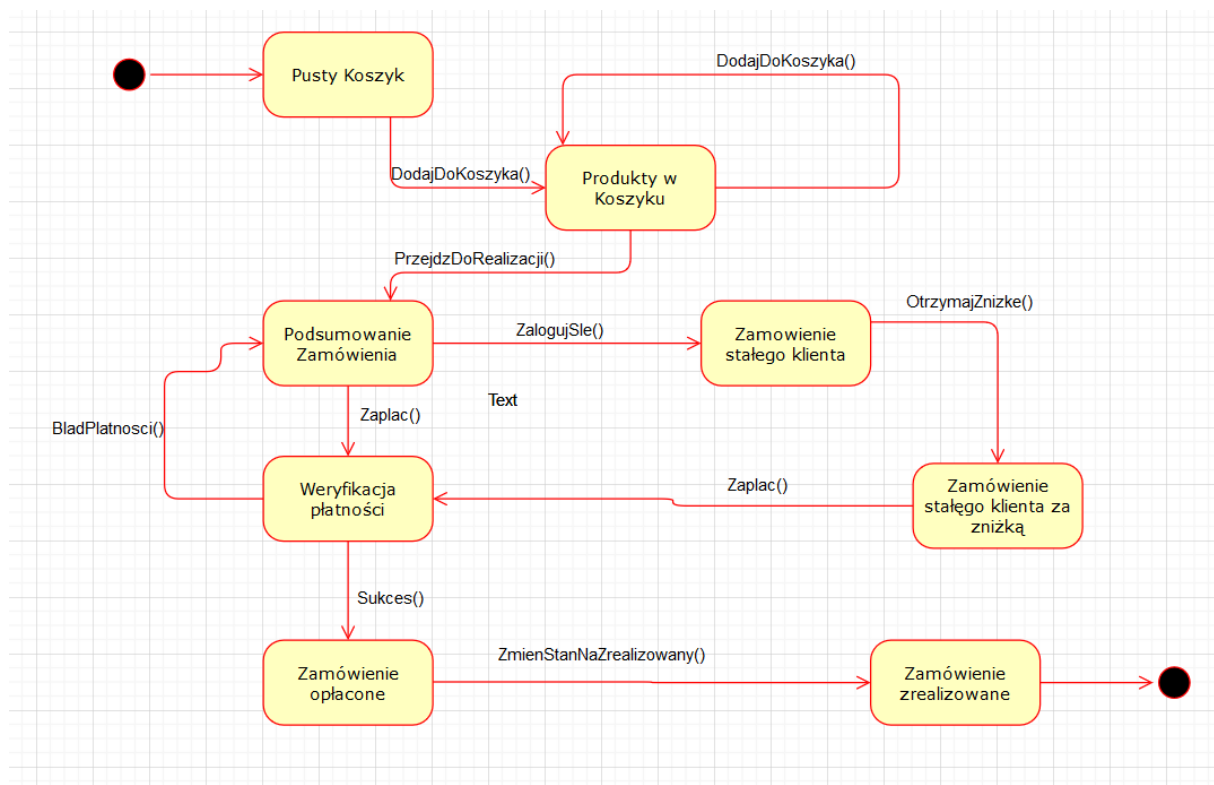 DodajDoKoszyka()
Pusty Koszyk
DodajDoKoszyka()
Produkty w
Koszyku
PrzejdzDoRealizacji()
OtrzymajZnizke()
Podsumowanie
Zamówienia
ZalogujSIe()
Zamowienie
stałego klienta
Text
Zaplac()
BladPlatnosci()
Weryfikacja
płatności
Zaplac()
Zamówienie
stałęgo klienta za
zniżką
Sukces()
Zamówienie
opłacone
ZmienStanNaZrealizowany()
Zamówienie
zrealizowane